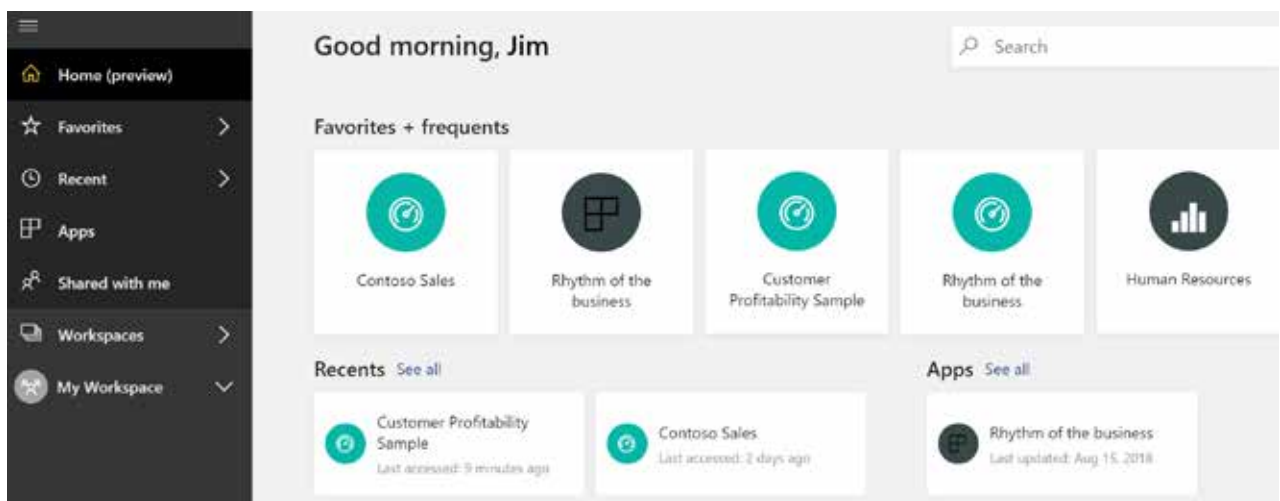 Home (preview)
Favorites
Recent
Apps
Shared with me
Workspaces
My Workspace
Good morning, Jim
Search
Favorites + frequents
Contoso Sales
Rhythm of the
business
Customer
Profitability Sample
Rhythm of the
business
Human Resources
Recents See all
Customer Profitability
Sample
Last accessed: 9 minutes ago
Contoso Sales
Last accessed: 2 days ago
Apps See all
Rhythm of the business
Last updated: Aug 15, 2018